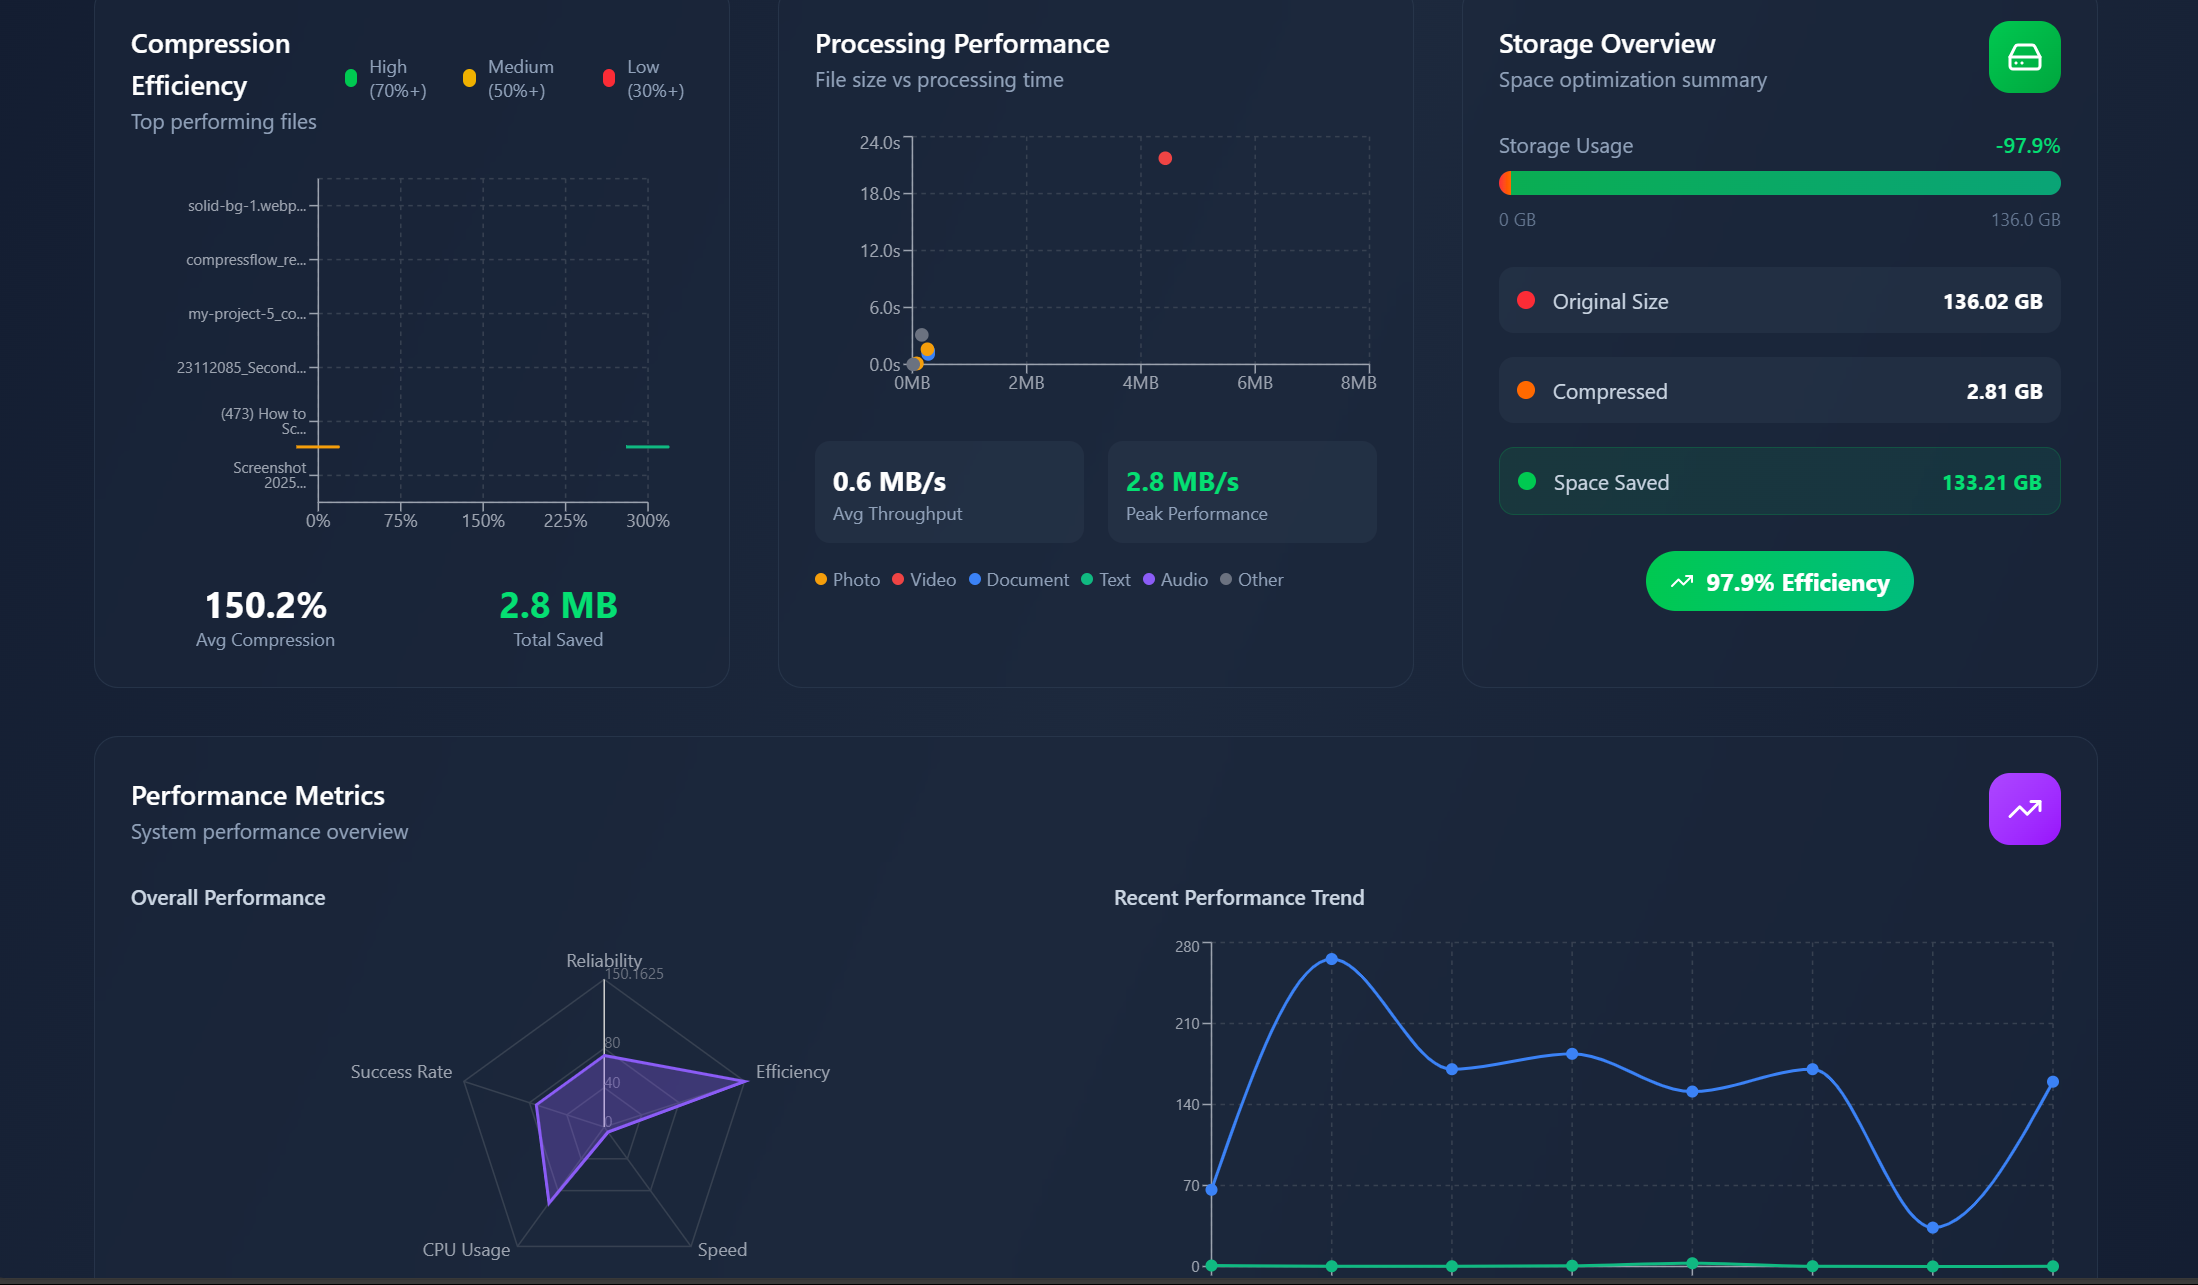 Compression
Efficiency
Top performing files
High
(70%+)
Medium
(50%+)
Low
(30%+)
solid-bg-1.webp...
compressflow_re...
my-project-5_co...
23112085_Second...
(473) How to
Sc...
Screenshot
2025...
0%
75%
150%
225%
300%
150.2%
Avg Compression
2.8 MB
Total Saved
Processing Performance
File size vs processing time
24.0s
18.0s
12.0s
6.0s
0.0s
0MB
2MB
4MB
6MB
8MB
0.6 MB/s
Avg Throughput
2.8 MB/s
Peak Performance
Photo
Video
Document
Text
Audio
Other
Storage Overview
Space optimization summary
Storage Usage
-97.9%
0 GB
136.0 GB
Original Size
136.02 GB
Compressed
2.81 GB
Space Saved
133.21 GB
97.9% Efficiency
Performance Metrics
System performance overview
Overall Performance
Reliability
150.1625
80
40
0
Success Rate
Efficiency
CPU Usage
Speed
Recent Performance Trend
280
210
140
70
0